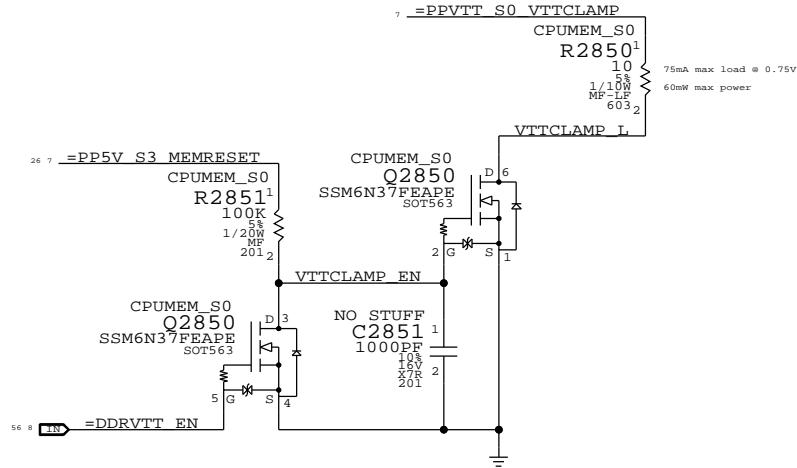 7 =PPVTT_S0_VTTCLAMP
CPUMEM_S0
R2850 1
10
5%
1/10W
MF-LF
603 2
75mA max load @ 0.75V
60mW max power
VTTCLAMP_L
26 7 =PP5V_S3_MEMRESET
CPUMEM_S0
R2851 1
100K
5%
1/20W
MF
201 2
CPUMEM_S0
Q2850
SSM6N37FEAPE
SOT563
D 6
2 G S 1
VTTCLAMP_EN
CPUMEM_S0
Q2850
SSM6N37FEAPE
SOT563
D 3
5 G S 4
NO STUFF
C2851 1
1000PF
10%
16V
X7R
201 2
56 8 IN =DDRVTT_EN